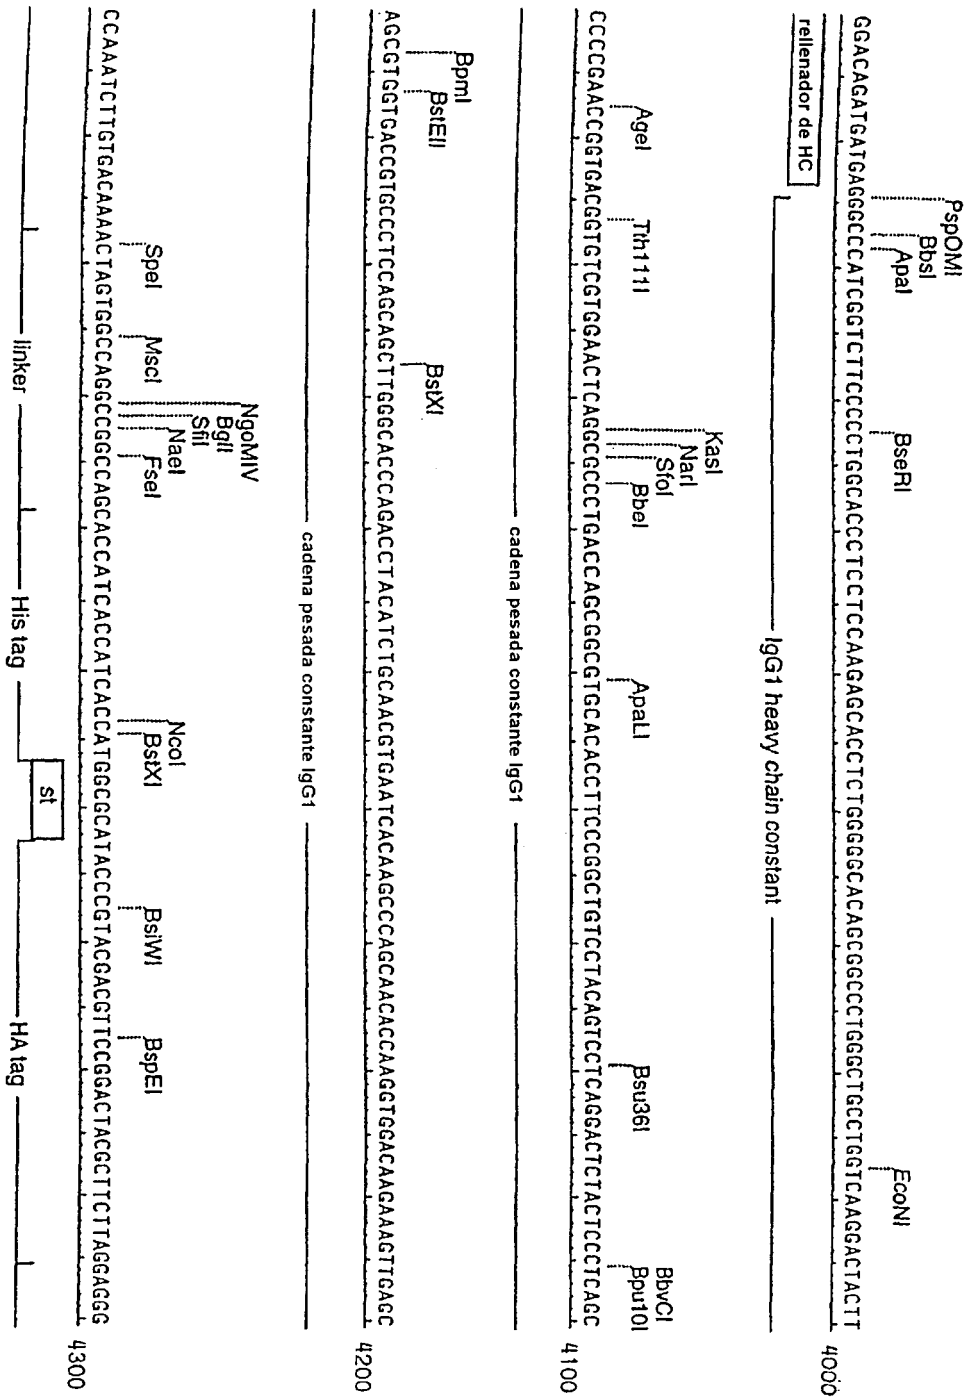 PspOMI
BbsI
ApaI
BseRI
EcoNI
GGACAGATGATGAGGGCCCATCGGTCTTCCCCCTGGCACCCTCCTCCAAGAGCACCTCTGGGGGCACAGCGGCCCTGGGCTGCCTGGTCAAGGACTACTT
4000
rellenador de HC
IgG1 heavy chain constant
KasI
NarI
SfoI
BbvCI
AgeI
Tth111I
BbeI
ApaLI
Bsu36I
Bpu10I
CCCCGAACCGGTGACGGTGTCGTGGAACTCAGGCGCCCTGACCAGCGGCGTGCACACCTTCCCGGCTGTCCTACAGTCCTCAGGACTCTACTCCCTCAGC
4100
cadena pesada constante IgG1
BpmI
BstEII
BstXI
AGCGTGGTGACCGTGCCCTCCAGCAGCTTGGGCACCCAGACCTACATCTGCAACGTGAATCACAAGCCCAGCAACACCAAGGTGGACAAGAAAGTTGAGC
4200
cadena pesada constante IgG1
NgoMIV
BglI
SfiI
NaeI
NcoI
SpeI
MscI
FseI
BstXI
BsiWI
BspEI
CCAAATCTTGTGACAAAACTAGTGGCCAGGCCGGCCAGCACCATCACCATCACCATGGCGCATACCCGTACGACGTTCCGGACTACGCTTCTTAGGAGGG
4300
st
linker
His tag
HA tag